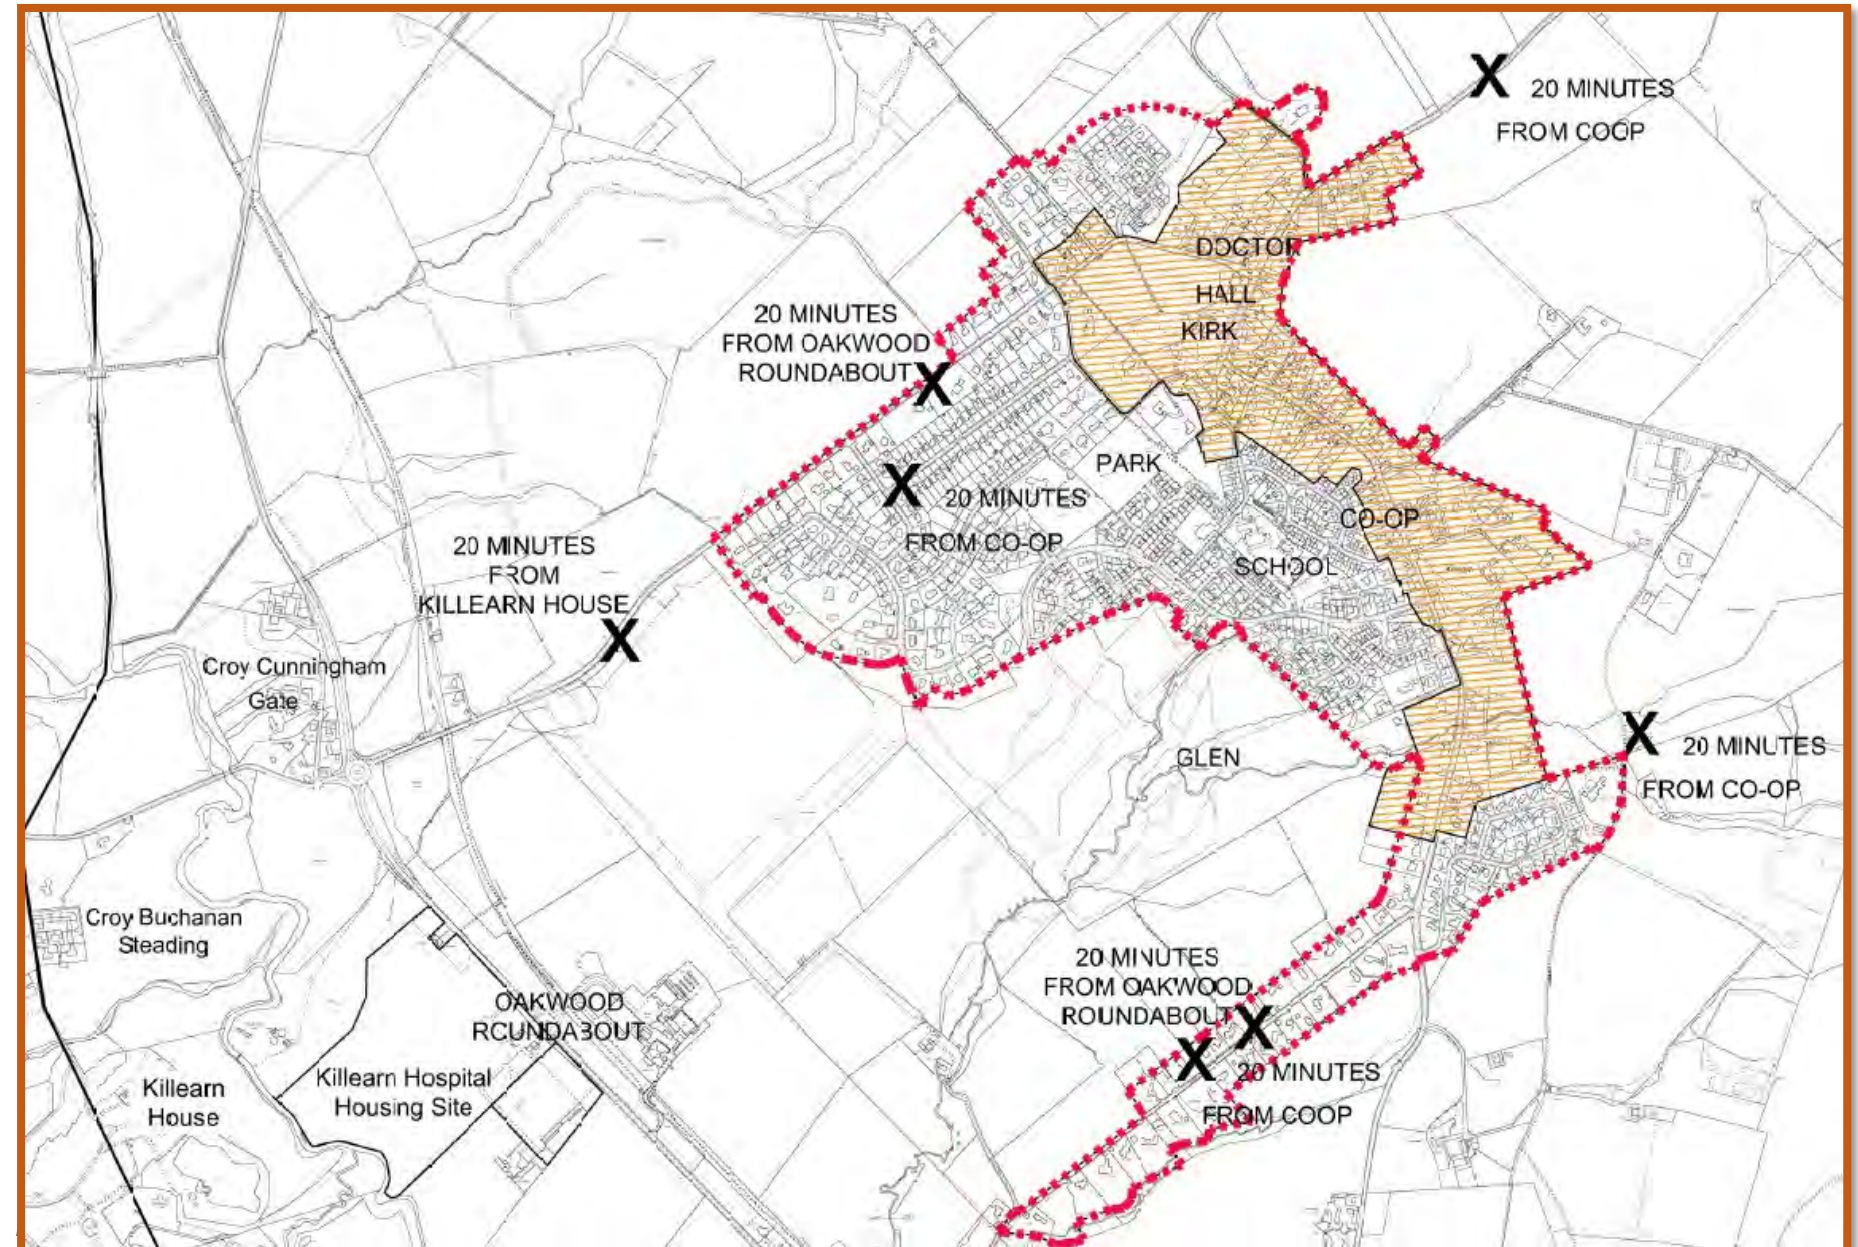 20 MINUTES
FROM COOP
DOCTOR
HALL
KIRK
20 MINUTES
FROM OAKWOOD
ROUNDABOUT
PARK
20 MINUTES
FROM CO-OP
CO-OP
SCHOOL
20 MINUTES
FROM
KILLEARN HOUSE
Croy Cunningham
Gate
GLEN
20 MINUTES
FROM CO-OP
Croy Buchanan
Steading
20 MINUTES
FROM OAKWOOD
ROUNDABOUT
OAKWOOD
ROUNDABOUT
20 MINUTES
FROM COOP
Killearn Hospital
Housing Site
Killearn
House